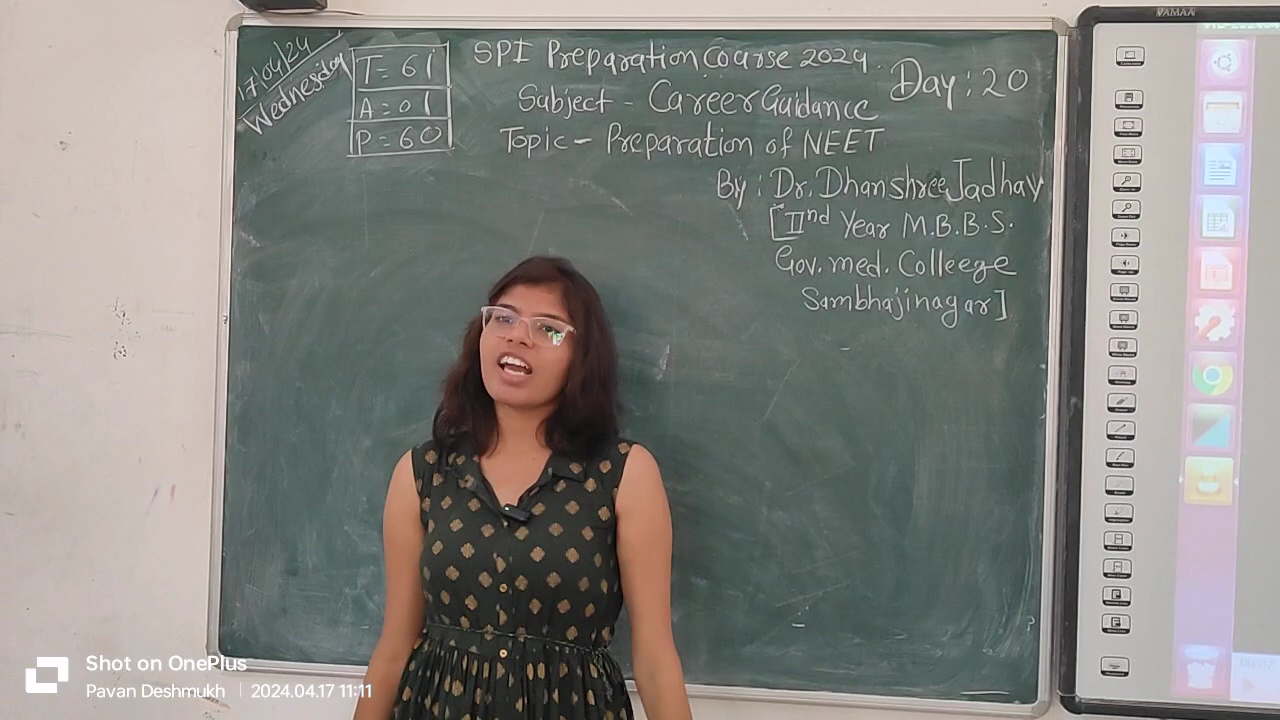 17/04/24
Wednesday
T = 61
A = 01
P = 60
SPI Preparation Course 2024.
Day : 20
Subject - Career Guidance
Topic - Preparation of NEET
By : Dr. Dhanshree Jadhav
[IInd Year M.B.B.S.
Gov. med. Colleege
Sambhajinagar]
VAMAA
Shot on OnePlus
Pavan Deshmukh | 2024.04.17 11:11